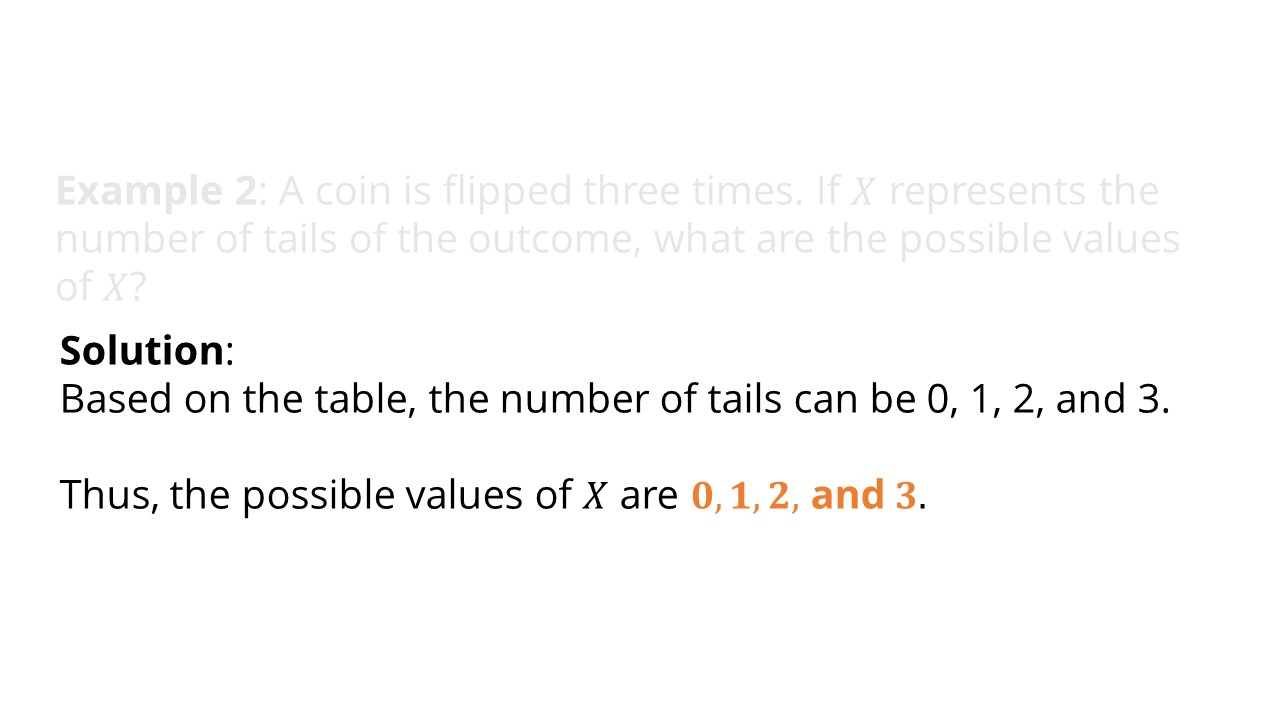 Example 2: A coin is flipped three times. If X represents the
number of tails of the outcome, what are the possible values
of X?
Solution:
Based on the table, the number of tails can be 0, 1, 2, and 3.
Thus, the possible values of X are 0, 1, 2, and 3.